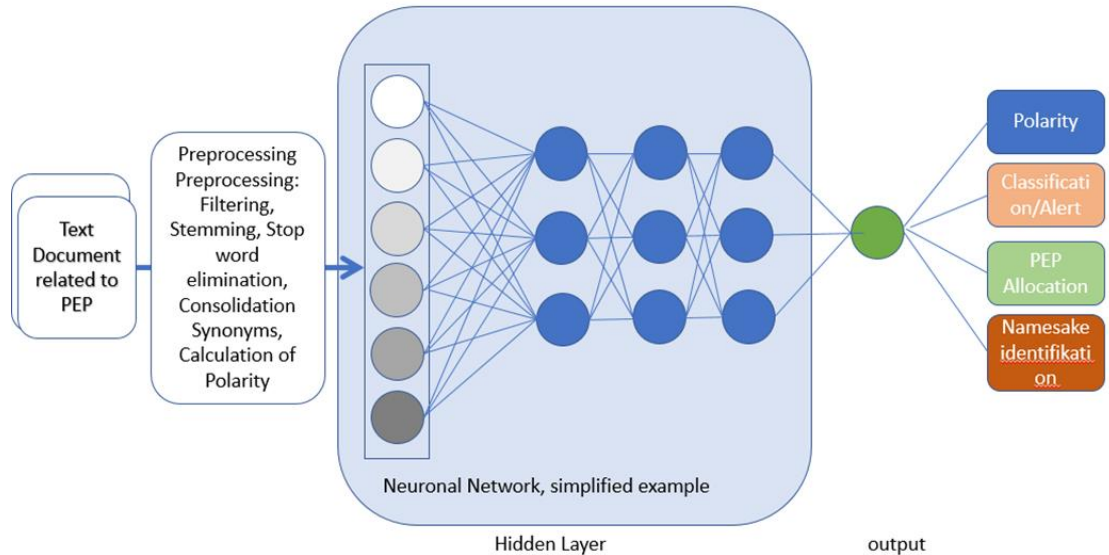 Text
Document
related to
PEP
Preprocessing
Preprocessing:
Filtering,
Stemming, Stop
word
elimination,
Consolidation
Synonyms,
Calculation of
Polarity
Neuronal Network, simplified example
Hidden Layer
output
Polarity
Classificati
on/Alert
PEP
Allocation
Namesake
identifikati
on